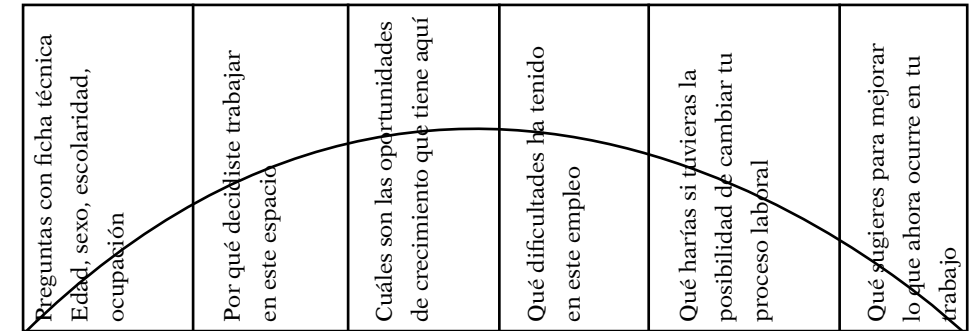 Preguntas con ficha técnica
Edad, sexo, escolaridad,
ocupación
Por qué decidiste trabajar
en este espacio
Cuáles son las oportunidades
de crecimiento que tiene aquí
Qué dificultades ha tenido
en este empleo
Qué harías si tuvieras la
posibilidad de cambiar tu
proceso laboral
Qué sugieres para mejorar
lo que ahora ocurre en tu
trabajo